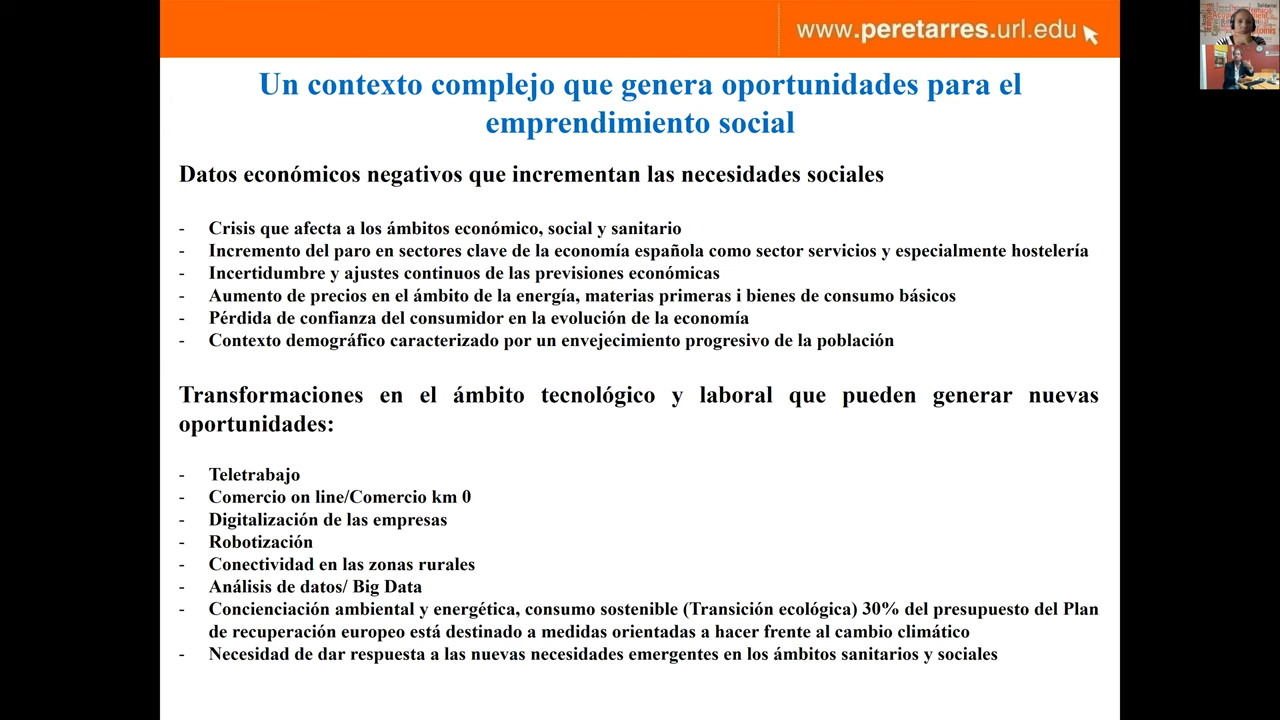 www.peretarres.url.edu
Un contexto complejo que genera oportunidades para el
emprendimiento social
Datos económicos negativos que incrementan las necesidades sociales
- Crisis que afecta a los ámbitos económico, social y sanitario
- Incremento del paro en sectores clave de la economía española como sector servicios y especialmente hostelería
- Incertidumbre y ajustes continuos de las previsiones económicas
- Aumento de precios en el ámbito de la energía, materias primeras i bienes de consumo básicos
- Pérdida de confianza del consumidor en la evolución de la economía
- Contexto demográfico caracterizado por un envejecimiento progresivo de la población
Transformaciones en el ámbito tecnológico y laboral que pueden generar nuevas
oportunidades:
- Teletrabajo
- Comercio on line/Comercio km 0
- Digitalización de las empresas
- Robotización
- Conectividad en las zonas rurales
- Análisis de datos/ Big Data
- Concienciación ambiental y energética, consumo sostenible (Transición ecológica) 30% del presupuesto del Plan
de recuperación europeo está destinado a medidas orientadas a hacer frente al cambio climático
- Necesidad de dar respuesta a las nuevas necesidades emergentes en los ámbitos sanitarios y sociales